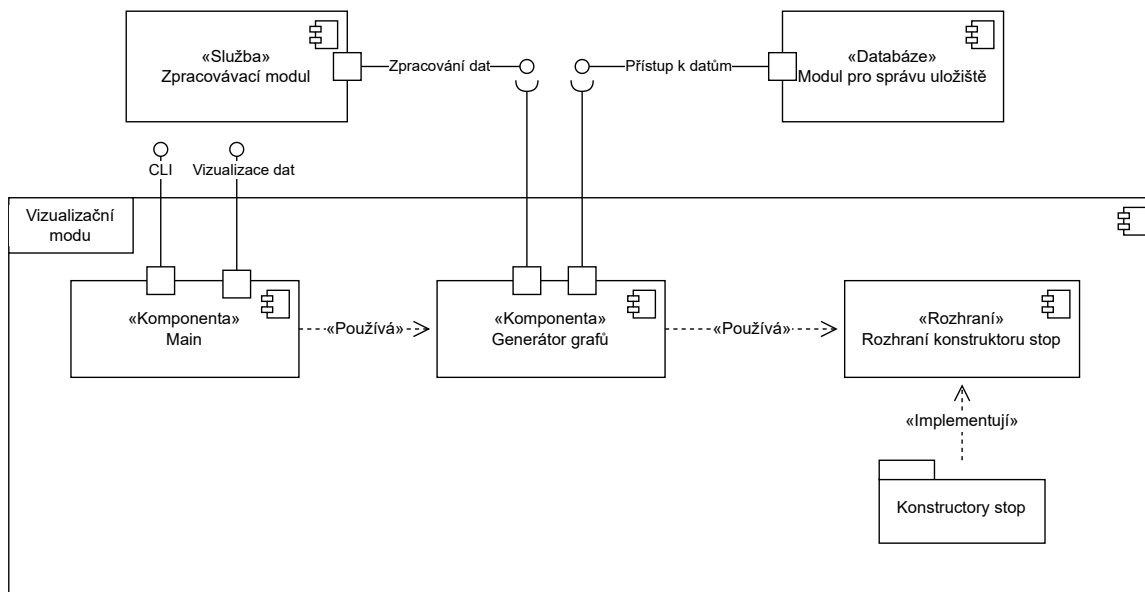 «Služba»
Zpracovávací modul
Zpracování dat
Přístup k datům
«Databáze»
Modul pro správu uložiště
CLI
Vizualizace dat
Vizualizační
modu
«Komponenta»
Main
«Používá»
«Komponenta»
Generátor grafů
«Používá»
«Rozhraní»
Rozhraní konstruktoru stop
«Implementují»
Konstructory stop